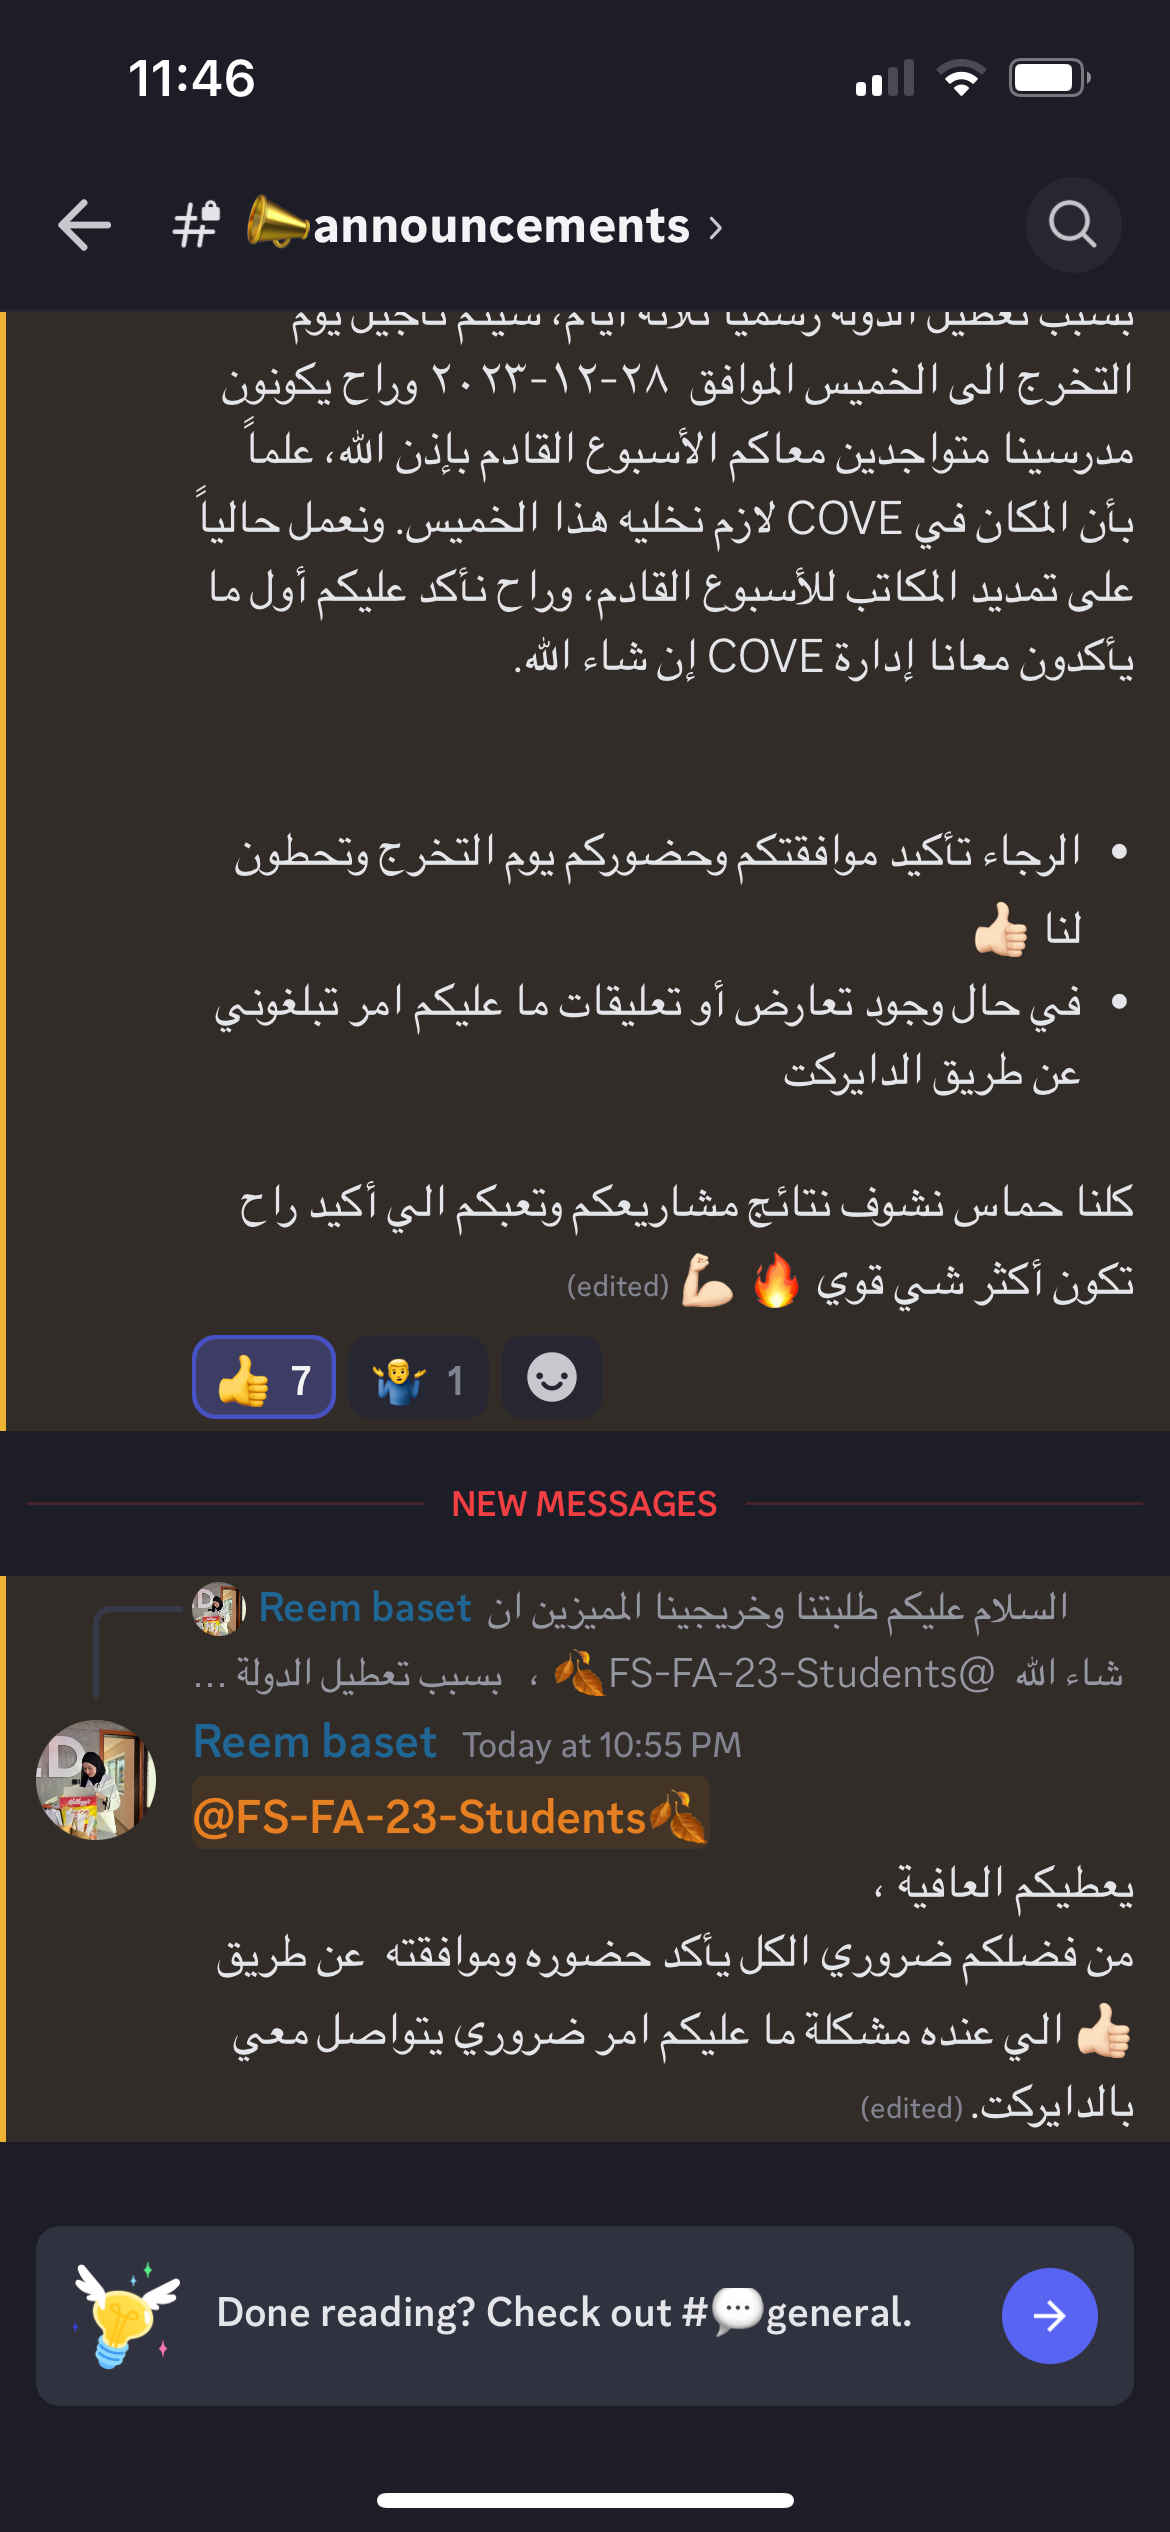 11:46
announcements ›
بسبب تعطيل الدولة رسمياً ثلاثة أيام، سيتم تأجيل يوم
التخرج الى الخميس الموافق ٢٨-١٢-٢٠٢٣ وراح يكونون
مدرسينا متواجدين معاكم الأسبوع القادم بإذن الله، علماً
بأن المكان في COVE لازم نخليه هذا الخميس. ونعمل حالياً
على تمديد المكاتب للأسبوع القادم، وراح نأكد عليكم أول ما
يأكدون معانا إدارة COVE إن شاء الله.
• الرجاء تأكيد موافقتكم وحضوركم يوم التخرج وتحطون
لنا 👍🏻
• في حال وجود تعارض أو تعليقات ما عليكم امر تبلغوني
عن طريق الدايركت
كلنا حماس نشوف نتائج مشاريعكم وتعبكم الي أكيد راح
تكون أكثر شي قوي 🔥 💪🏻 (edited)
👍 7 🤷‍♂️ 1
NEW MESSAGES
Reem baset السلام عليكم طلبتنا وخريجينا المميزين ان
شاء الله @FS-FA-23-Students🍂 ، بسبب تعطيل الدولة ...
Reem baset Today at 10:55 PM
@FS-FA-23-Students🍂
يعطيكم العافية ،
من فضلكم ضروري الكل يأكد حضوره وموافقته عن طريق
👍🏻 الي عنده مشكلة ما عليكم امر ضروري يتواصل معي
بالدايركت. (edited)
Done reading? Check out #💬general.